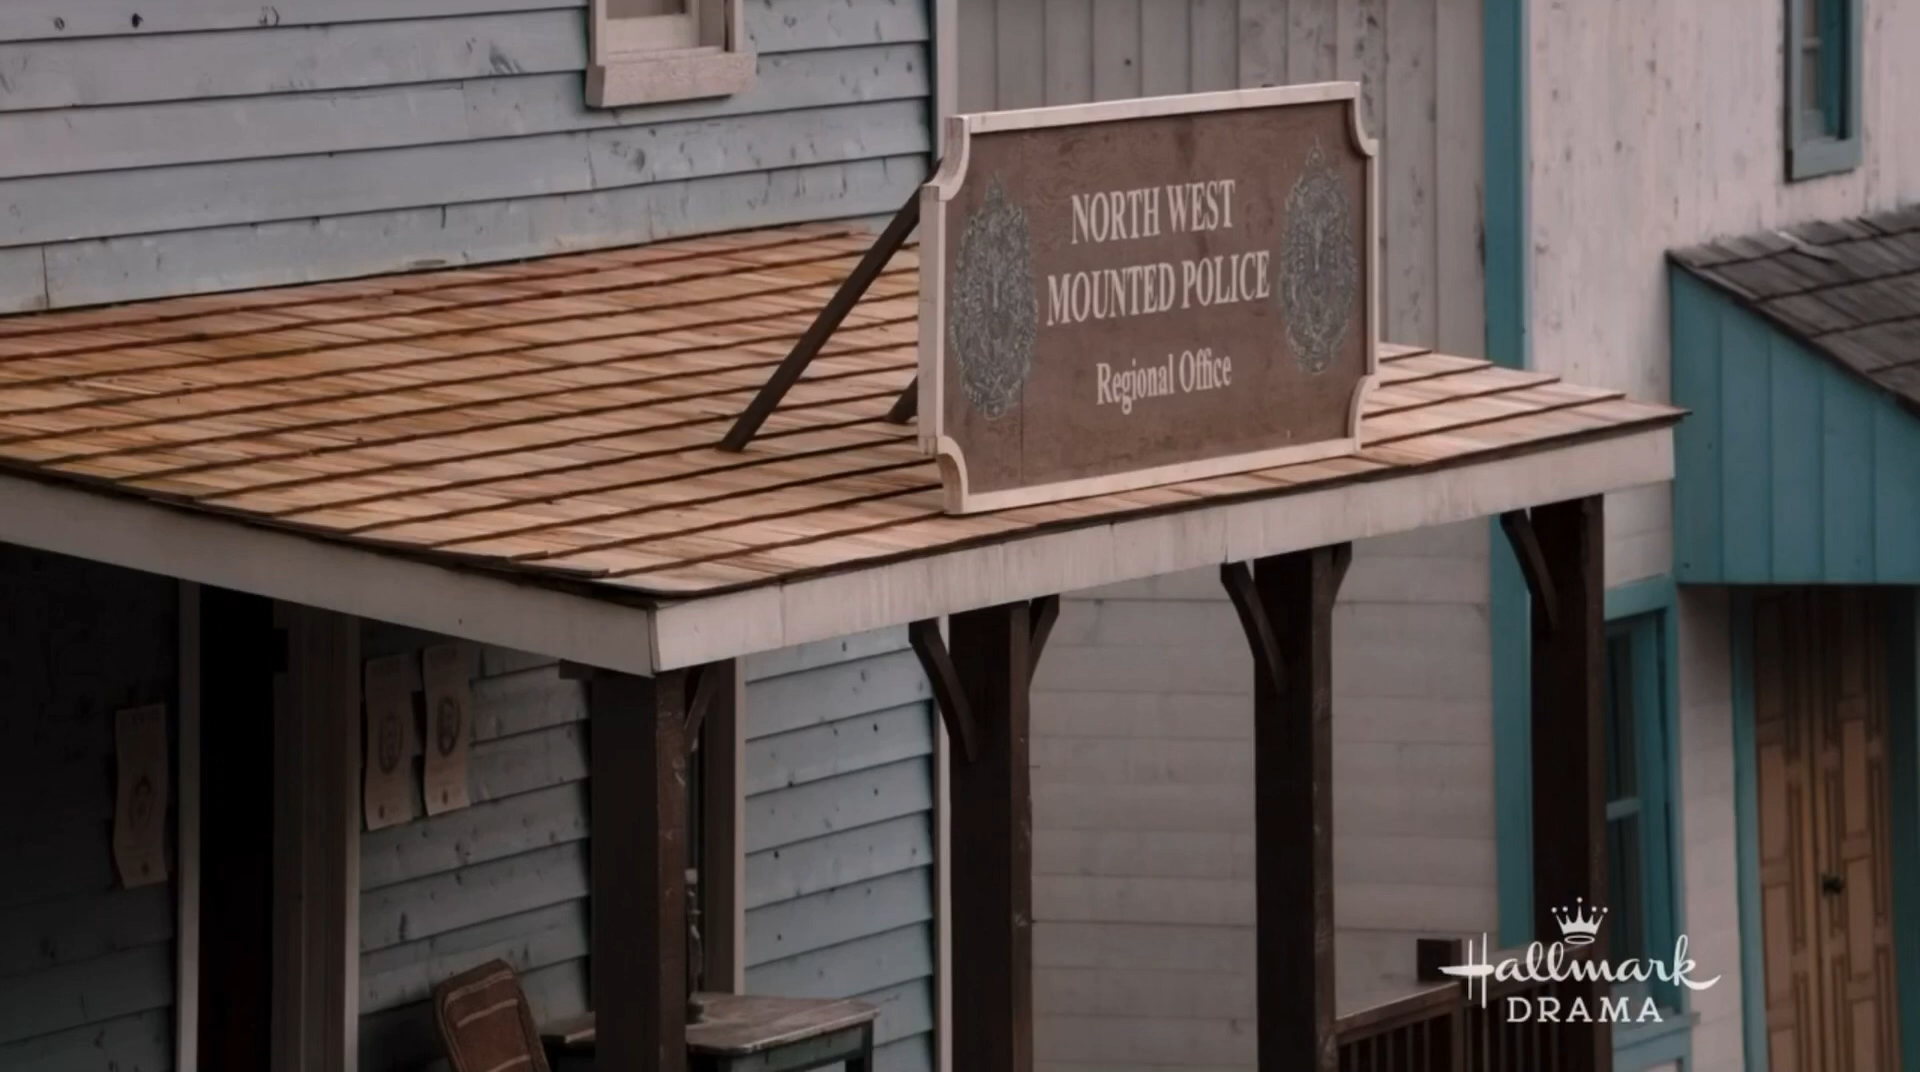 NORTH WEST
MOUNTED POLICE
Regional Office
Hallmark
DRAMA